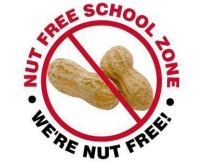 NUT FREE SCHOOL ZONE
• WE'RE NUT FREE! •